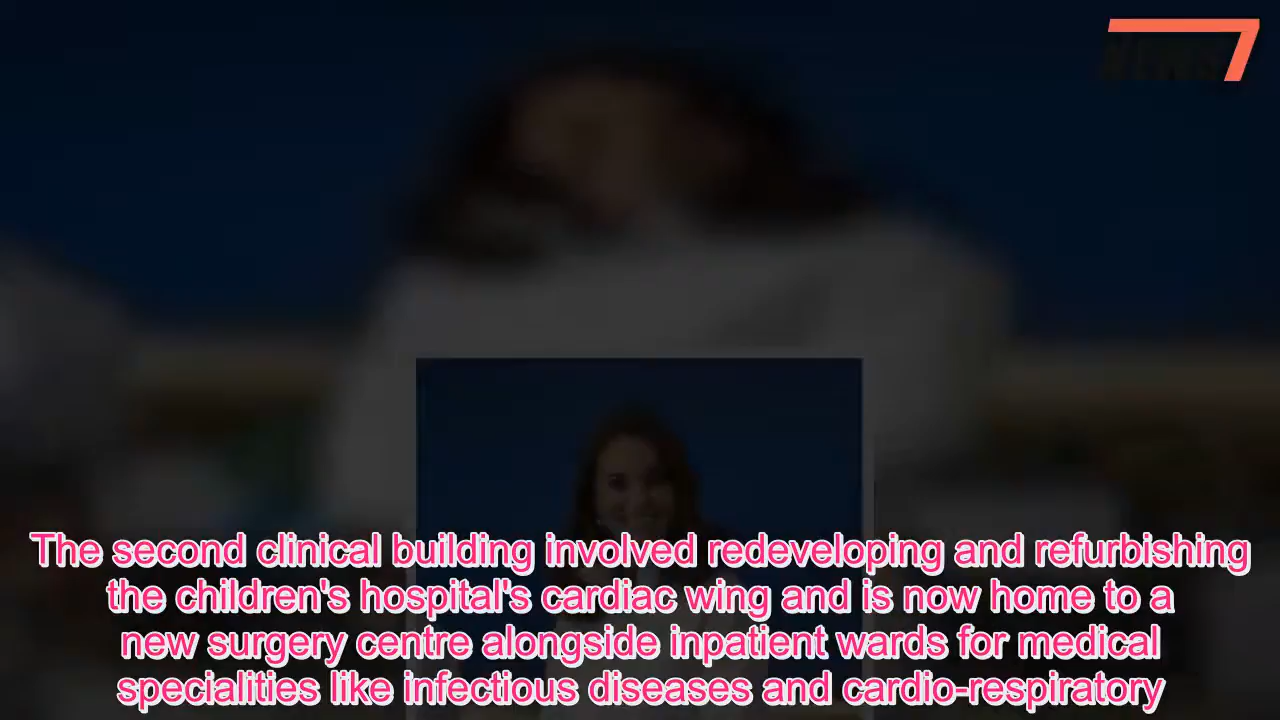 The second clinical building involved redeveloping and refurbishing
the children's hospital's cardiac wing and is now home to a
new surgery centre alongside inpatient wards for medical
specialities like infectious diseases and cardio-respiratory